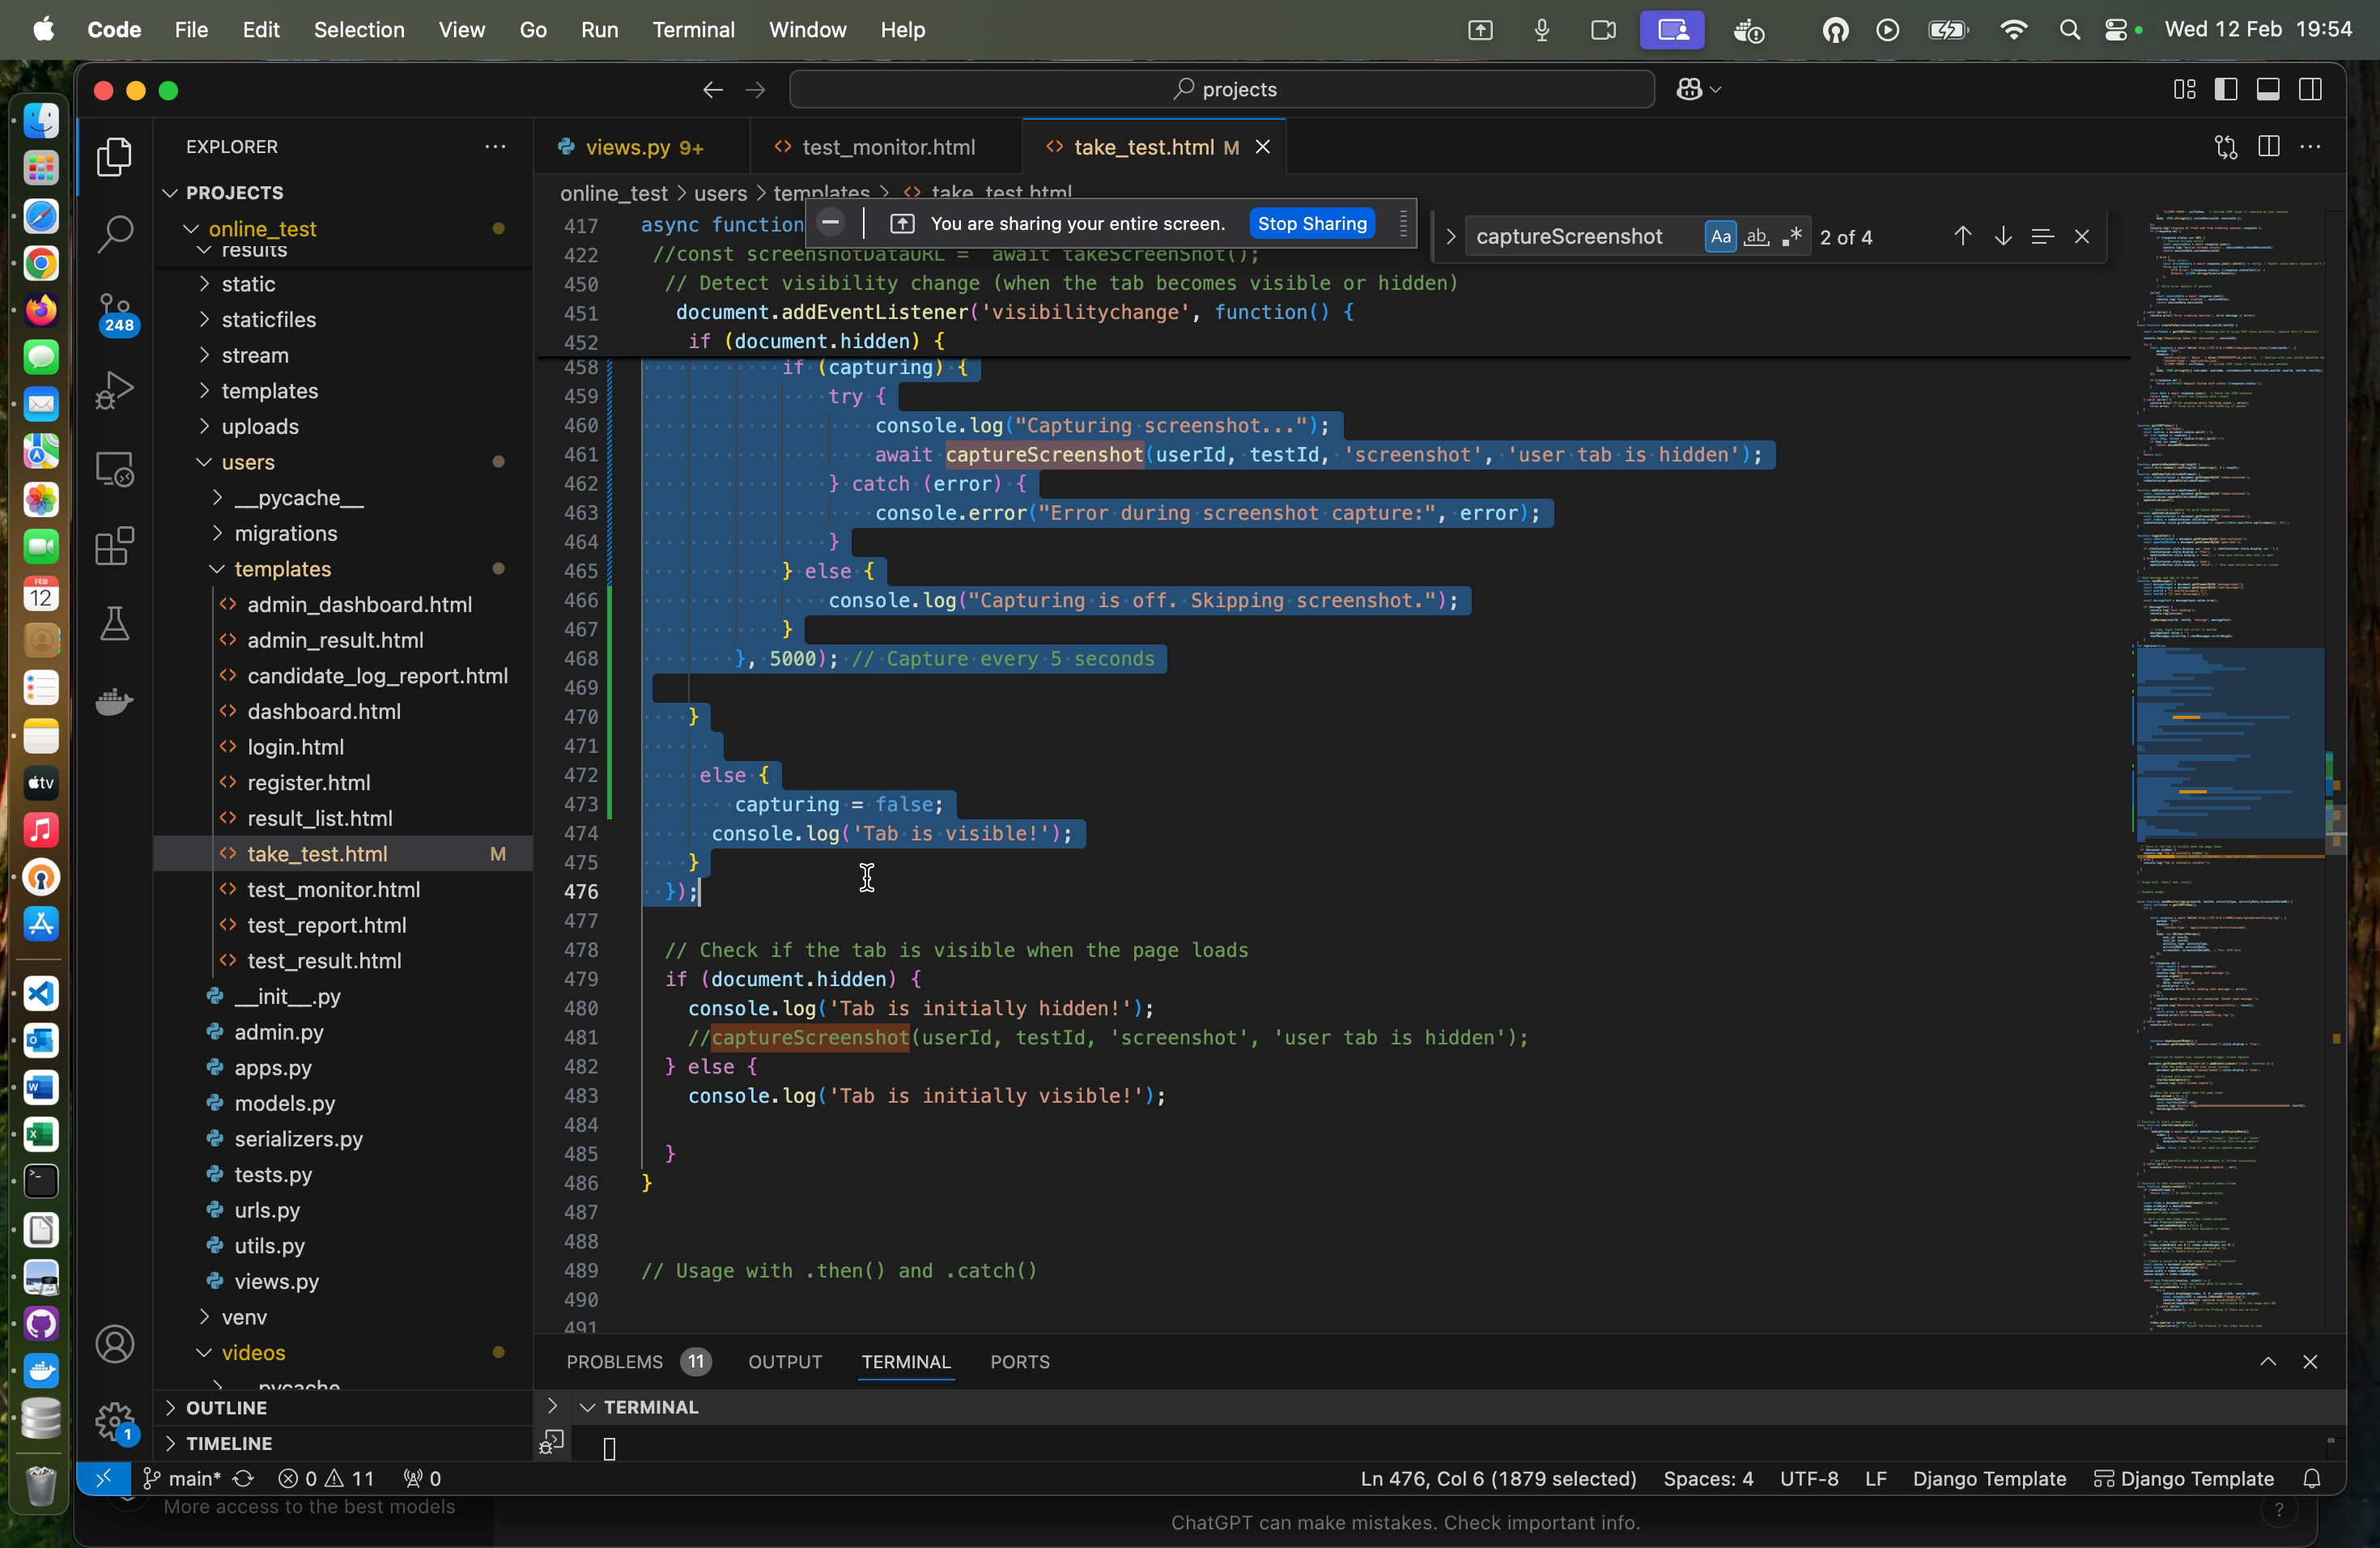 Code File Edit Selection View Go Run Terminal Window Help
Wed 12 Feb 19:54
projects
EXPLORER
views.py 9+
test_monitor.html
take_test.html M
PROJECTS
online_test
results
static
staticfiles
stream
templates
uploads
users
__pycache__
migrations
templates
admin_dashboard.html
admin_result.html
candidate_log_report.html
dashboard.html
login.html
register.html
result_list.html
take_test.html M
test_monitor.html
test_report.html
test_result.html
__init__.py
admin.py
apps.py
models.py
serializers.py
tests.py
urls.py
utils.py
views.py
venv
videos
__pycache__
OUTLINE
TIMELINE
248
1
FEB
12
tv
online_test > users > templates > take_test.html
You are sharing your entire screen. Stop Sharing
captureScreenshot Aa ab 2 of 4
417 async function
422 //const screenshotDataURL = await takeScreenShot();
450 // Detect visibility change (when the tab becomes visible or hidden)
451 document.addEventListener('visibilitychange', function() {
452 if (document.hidden) {
458 if (capturing) {
459 try {
460 console.log("Capturing screenshot...");
461 await captureScreenshot(userId, testId, 'screenshot', 'user tab is hidden');
462 } catch (error) {
463 console.error("Error during screenshot capture:", error);
464 }
465 } else {
466 console.log("Capturing is off. Skipping screenshot.");
467 }
468 }, 5000); // Capture every 5 seconds
469
470 }
471
472 else {
473 capturing = false;
474 console.log('Tab is visible!');
475 }
476 });
477
478 // Check if the tab is visible when the page loads
479 if (document.hidden) {
480 console.log('Tab is initially hidden!');
481 //captureScreenshot(userId, testId, 'screenshot', 'user tab is hidden');
482 } else {
483 console.log('Tab is initially visible!');
484
485 }
486 }
487
488
489 // Usage with .then() and .catch()
490
491
PROBLEMS 11 OUTPUT TERMINAL PORTS
TERMINAL
main* 0 11 0
Ln 476, Col 6 (1879 selected) Spaces: 4 UTF-8 LF Django Template Django Template
More access to the best models
ChatGPT can make mistakes. Check important info.
?